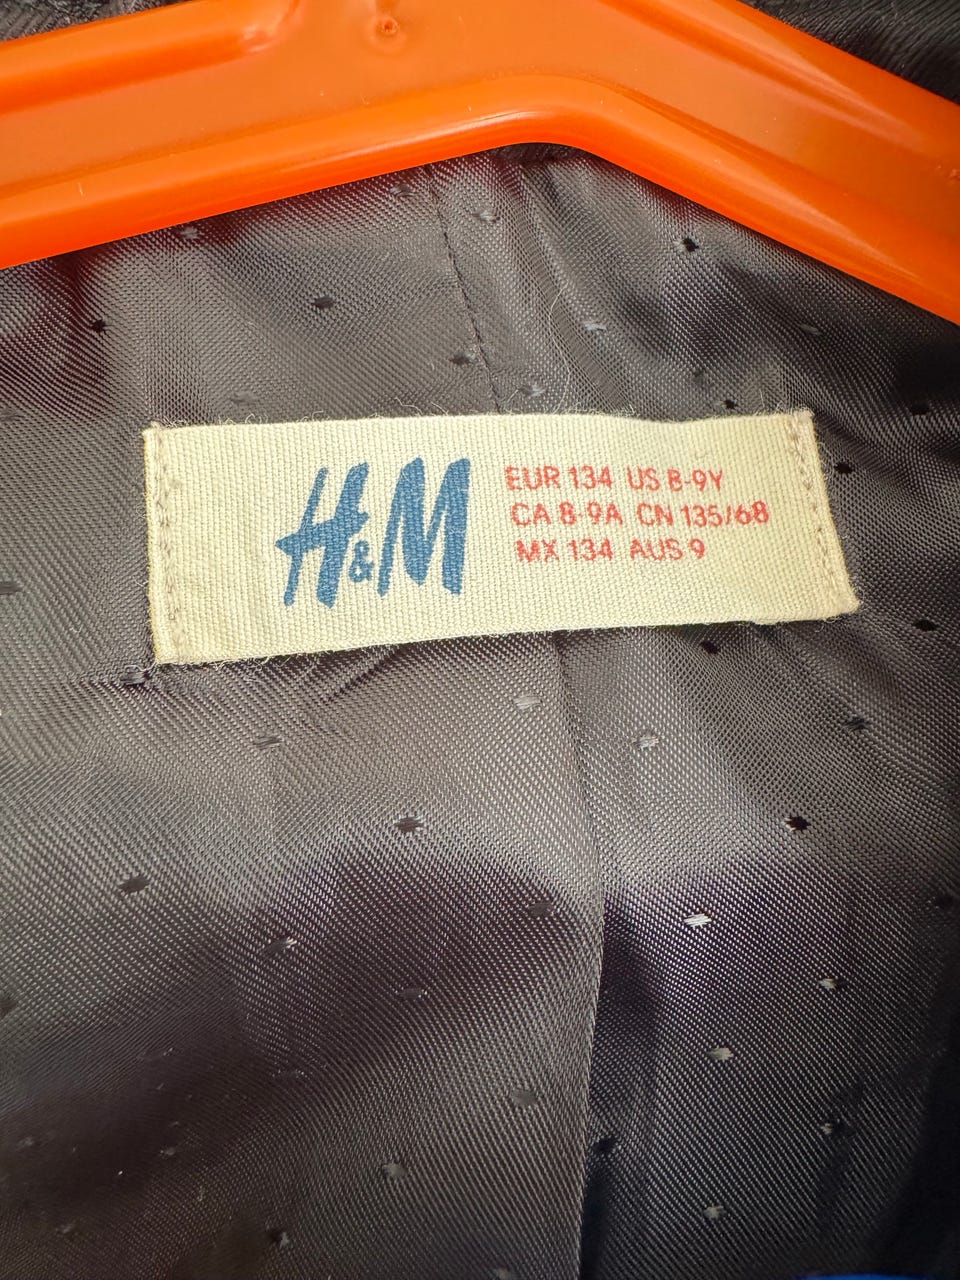 H&M
EUR 134 US 8-9Y
CA 8-9A CN 135/68
MX 134 AUS 9